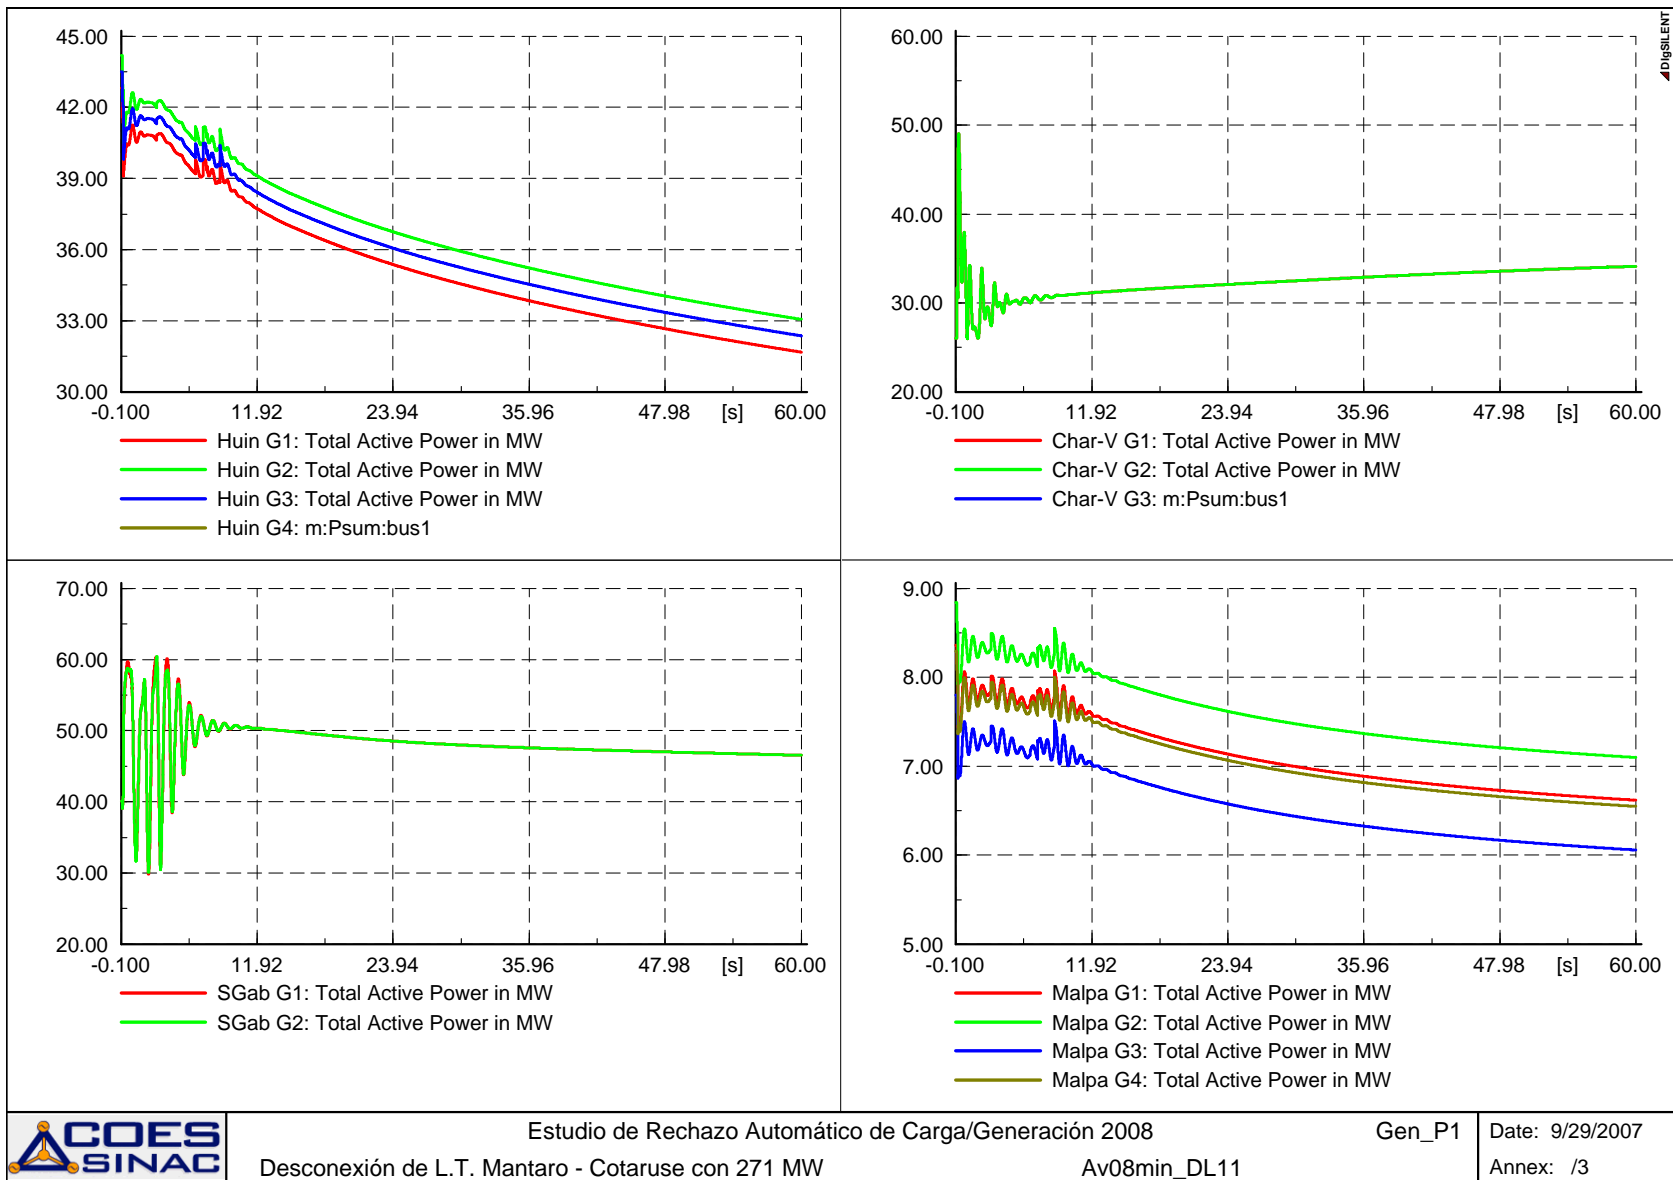 45.00
42.00
39.00
36.00
33.00
30.00
-0.100 11.92 23.94 35.96 47.98 [s] 60.00
Huin G1: Total Active Power in MW
Huin G2: Total Active Power in MW
Huin G3: Total Active Power in MW
Huin G4: m:Psum:bus1
60.00
50.00
40.00
30.00
20.00
-0.100 11.92 23.94 35.96 47.98 [s] 60.00
Char-V G1: Total Active Power in MW
Char-V G2: Total Active Power in MW
Char-V G3: m:Psum:bus1
DIgSILENT
70.00
60.00
50.00
40.00
30.00
20.00
-0.100 11.92 23.94 35.96 47.98 [s] 60.00
SGab G1: Total Active Power in MW
SGab G2: Total Active Power in MW
9.00
8.00
7.00
6.00
5.00
-0.100 11.92 23.94 35.96 47.98 [s] 60.00
Malpa G1: Total Active Power in MW
Malpa G2: Total Active Power in MW
Malpa G3: Total Active Power in MW
Malpa G4: Total Active Power in MW
COES
SINAC
Estudio de Rechazo Automático de Carga/Generación 2008 Gen_P1
Desconexión de L.T. Mantaro - Cotaruse con 271 MW Av08min_DL11
Date: 9/29/2007
Annex: /3